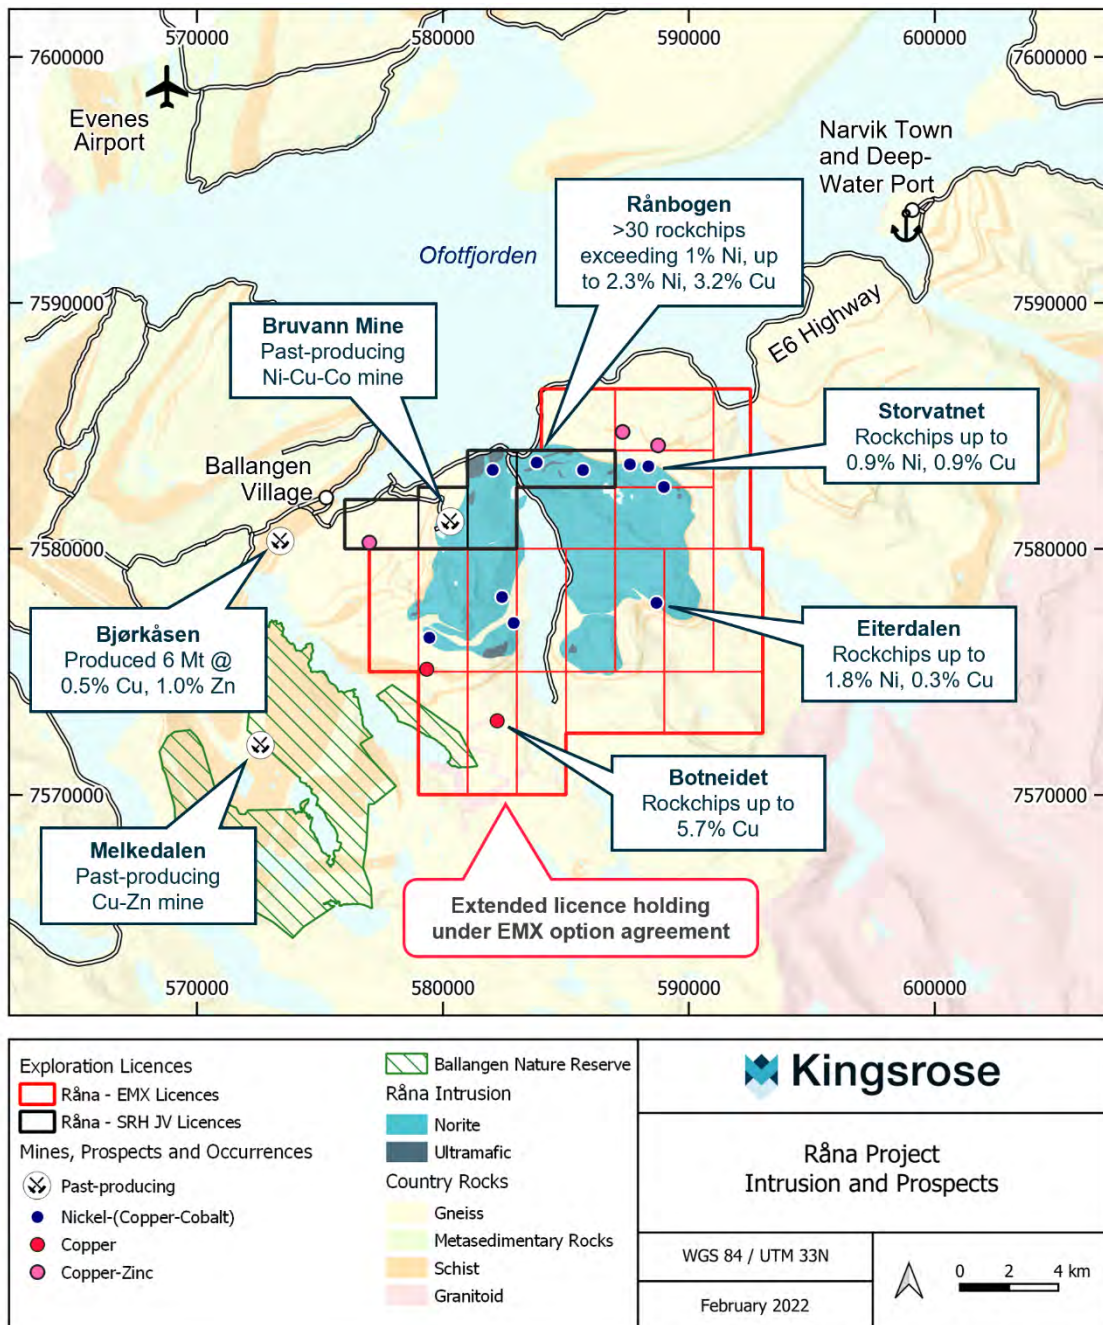 570000
580000
590000
600000
7600000
7600000
Evenes
Airport
Narvik Town
and Deep-
Water Port
Rånbogen
>30 rockchips
exceeding 1% Ni, up
to 2.3% Ni, 3.2% Cu
Ofotfjorden
7590000
7590000
E6 Highway
Bruvann Mine
Past-producing
Ni-Cu-Co mine
Storvatnet
Rockchips up to
0.9% Ni, 0.9% Cu
Ballangen
Village
7580000
7580000
Bjørkåsen
Produced 6 Mt @
0.5% Cu, 1.0% Zn
Eiterdalen
Rockchips up to
1.8% Ni, 0.3% Cu
Botneidet
Rockchips up to
5.7% Cu
7570000
7570000
Melkedalen
Past-producing
Cu-Zn mine
Extended licence holding
under EMX option agreement
570000
580000
590000
600000
Exploration Licences
Råna - EMX Licences
Råna - SRH JV Licences
Mines, Prospects and Occurrences
Past-producing
Nickel-(Copper-Cobalt)
Copper
Copper-Zinc
Ballangen Nature Reserve
Råna Intrusion
Norite
Ultramafic
Country Rocks
Gneiss
Metasedimentary Rocks
Schist
Granitoid
Kingsrose
Råna Project
Intrusion and Prospects
WGS 84 / UTM 33N
February 2022
0 2 4 km